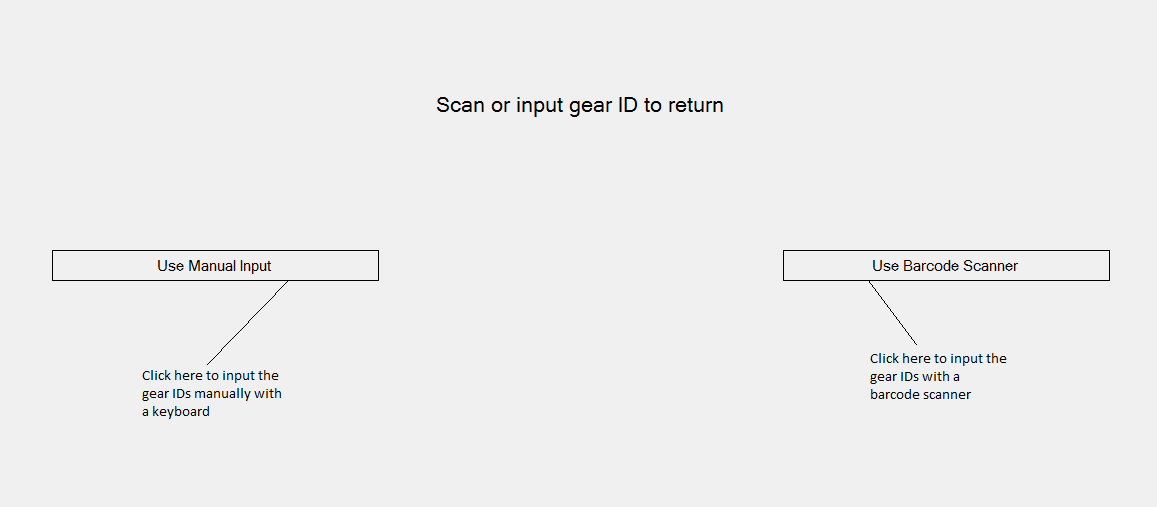 Scan or input gear ID to return
Use Manual Input
Use Barcode Scanner
Click here to input the
gear IDs manually with
a keyboard
Click here to input the
gear IDs with a
barcode scanner